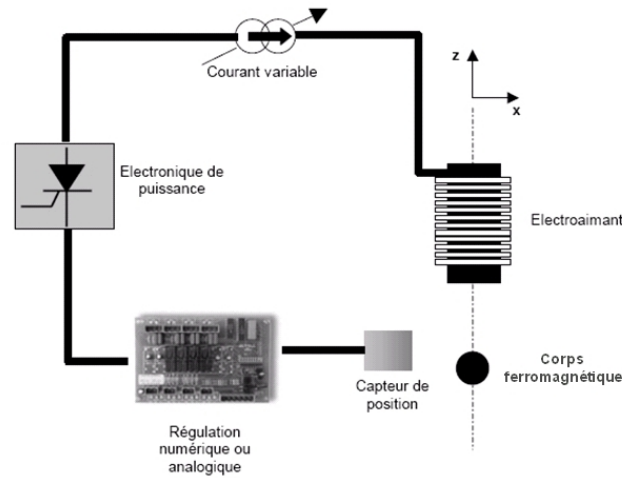 Courant variable
z
x
Electronique de
puissance
Electroaimant
Corps
ferromagnétique
Capteur de
position
Régulation
numérique ou
analogique